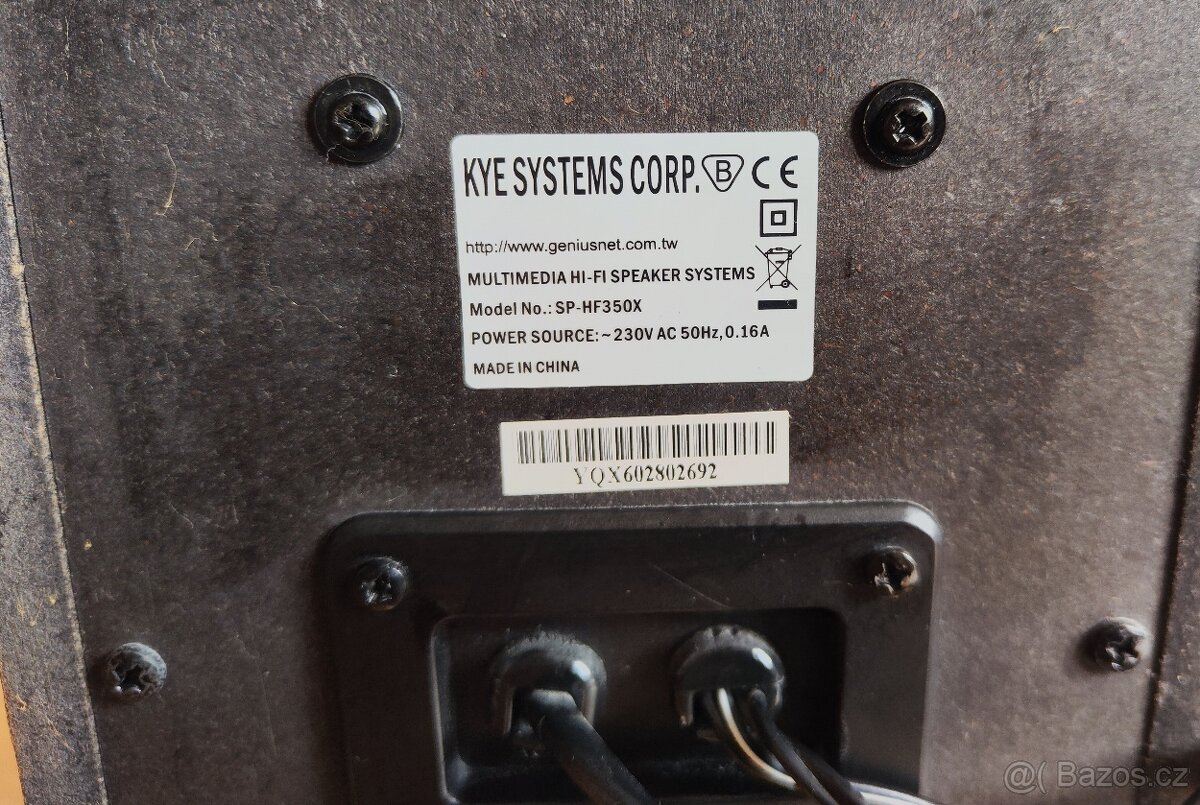 KYE SYSTEMS CORP. B CE
http://www.geniusnet.com.tw
MULTIMEDIA HI-FI SPEAKER SYSTEMS
Model No.: SP-HF350X
POWER SOURCE: ~230V AC 50Hz, 0.16A
MADE IN CHINA
YQX602802692
@( Bazos.cz